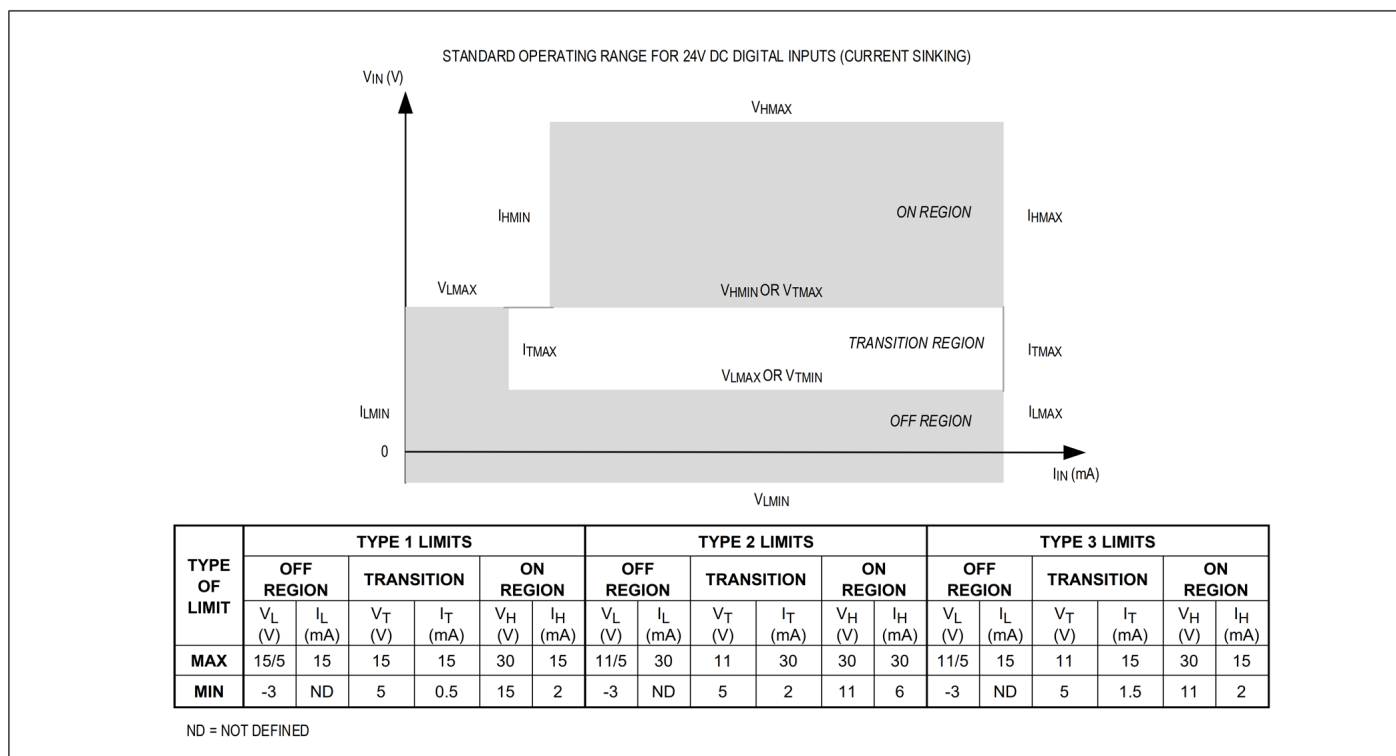 STANDARD OPERATING RANGE FOR 24V DC DIGITAL INPUTS (CURRENT SINKING)
VIN (V)
VHMAX
IHMIN
ON REGION
IHMAX
VLMAX
VHMIN OR VTMAX
ITMAX
TRANSITION REGION
ITMAX
VLMAX OR VTMIN
ILMIN
OFF REGION
ILMAX
0
IIN (mA)
VLMIN
TYPE OF LIMIT
TYPE 1 LIMITS TYPE 2 LIMITS TYPE 3 LIMITS
OFF REGION TRANSITION ON REGION OFF REGION TRANSITION ON REGION OFF REGION TRANSITION ON REGION
VL (V) IL (mA) VT (V) IT (mA) VH (V) IH (mA) VL (V) IL (mA) VT (V) IT (mA) VH (V) IH (mA) VL (V) IL (mA) VT (V) IT (mA) VH (V) IH (mA)
MAX 15/5 15 15 15 30 15 11/5 30 11 30 30 30 11/5 15 11 15 30 15
MIN -3 ND 5 0.5 15 2 -3 ND 5 2 11 6 -3 ND 5 1.5 11 2
ND = NOT DEFINED